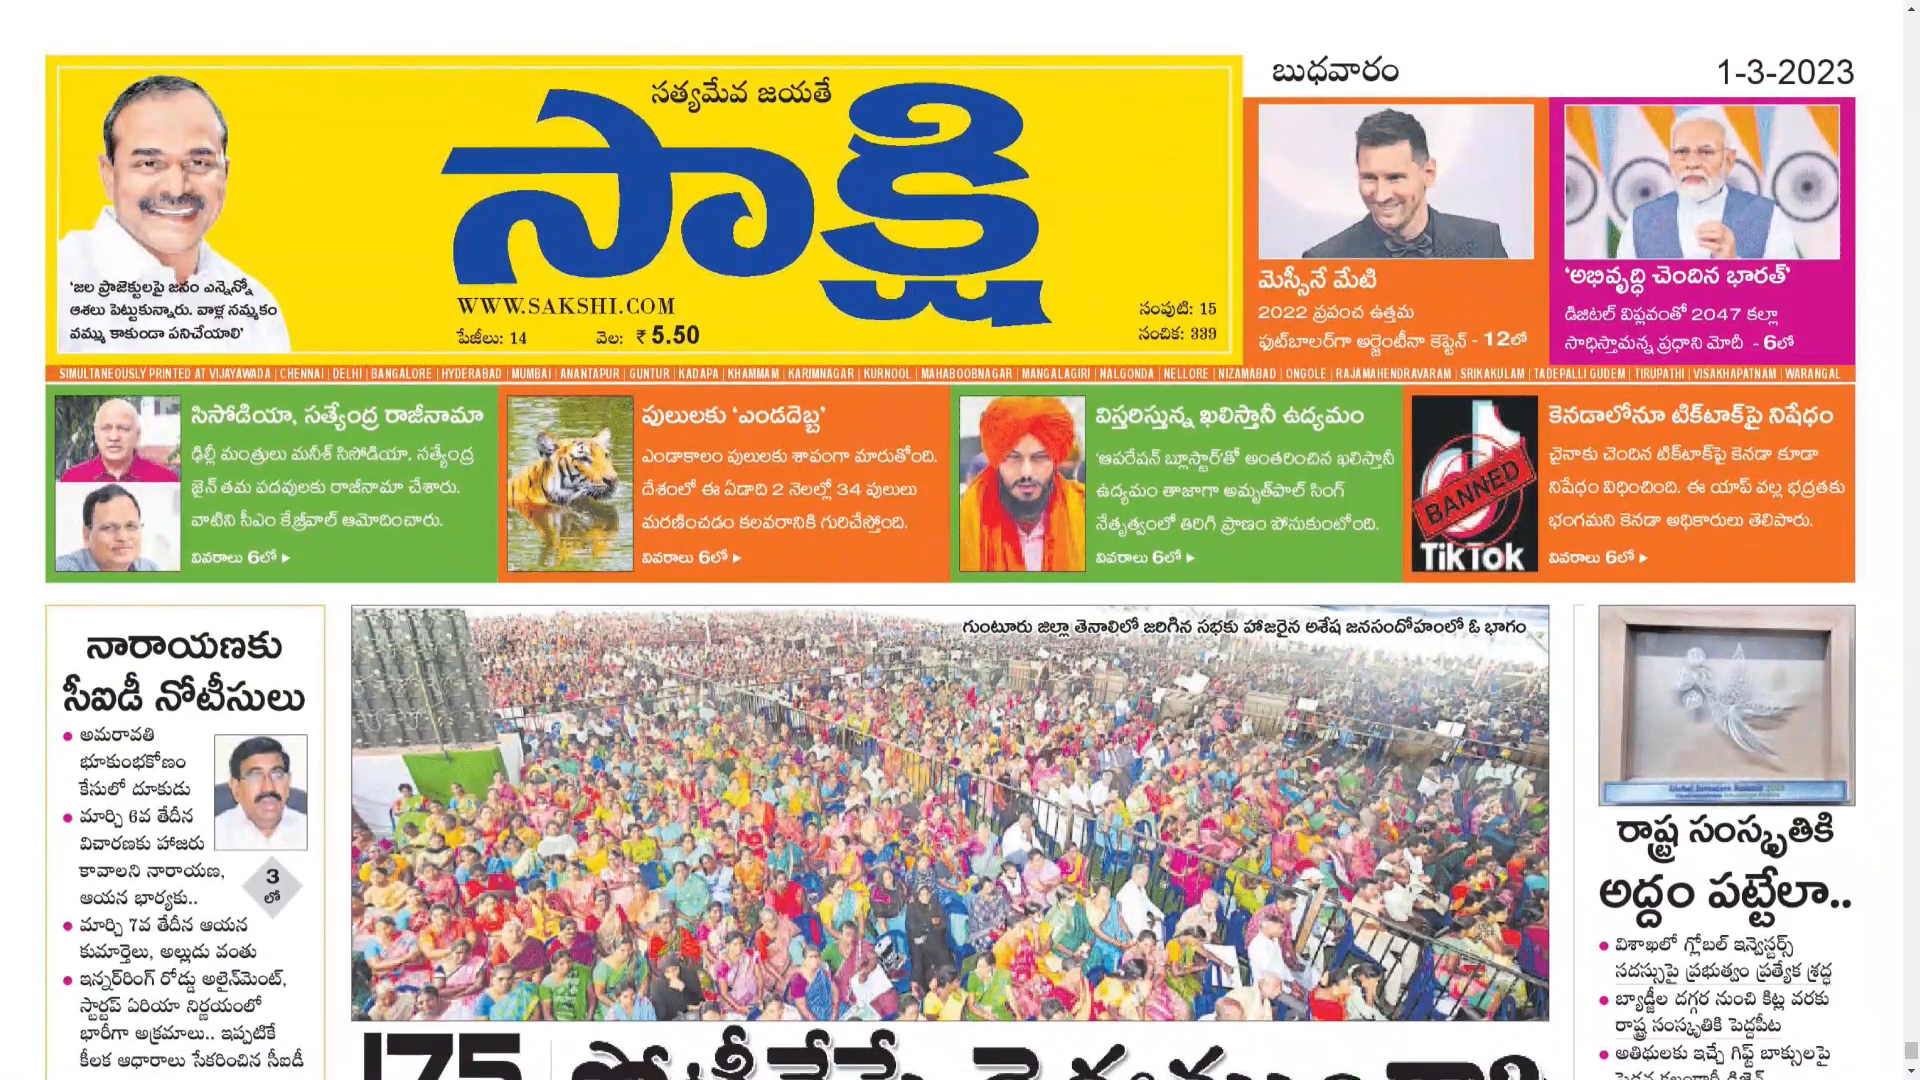 సత్యమేవ జయతే
సాక్షి
WWW.SAKSHI.COM
పేజీలు: 14 వెల: ₹ 5.50
సంపుటి: 15
సంచిక: 339
'జల ప్రాజెక్టులపై జనం ఎన్నెన్నో
ఆశలు పెట్టుకున్నారు. వాళ్ల నమ్మకం
వమ్ము కాకుండా పనిచేయాలి'
బుధవారం 1-3-2023
మెస్సీనే మేటి
2022 ప్రపంచ ఉత్తమ
ఫుట్‌బాలర్‌గా అర్జెంటీనా కెప్టెన్ - 12లో
'అభివృద్ధి చెందిన భారత్'
డిజిటల్ విప్లవంతో 2047 కల్లా
సాధిస్తామన్న ప్రధాని మోదీ - 6లో
SIMULTANEOUSLY PRINTED AT VIJAYAWADA | CHENNAI | DELHI | BANGALORE | HYDERABAD | MUMBAI | ANANTAPUR | GUNTUR | KADAPA | KHAMMAM | KARIMNAGAR | KURNOOL | MAHABOOBNAGAR | MANGALAGIRI | NALGONDA | NELLORE | NIZAMABAD | ONGOLE | RAJAMAHENDRAVARAM | SRIKAKULAM | TADEPALLI GUDEM | TIRUPATHI | VISAKHAPATNAM | WARANGAL
సిసోడియా, సత్యేంద్ర రాజీనామా
ఢిల్లీ మంత్రులు మనీశ్ సిసోడియా, సత్యేంద్ర
జైన్ తమ పదవులకు రాజీనామా చేశారు.
వాటిని సీఎం కేజ్రీవాల్ ఆమోదించారు.
వివరాలు 6లో
పులులకు 'ఎండదెబ్బ'
ఎండాకాలం పులులకు శాపంగా మారుతోంది.
దేశంలో ఈ ఏడాది 2 నెలల్లో 34 పులులు
మరణించడం కలవరానికి గురిచేస్తోంది.
వివరాలు 6లో
విస్తరిస్తున్న ఖలిస్తానీ ఉద్యమం
'ఆపరేషన్ బ్లూస్టార్'తో అంతరించిన ఖలిస్తానీ
ఉద్యమం తాజాగా అమృత్‌పాల్ సింగ్
నేతృత్వంలో తిరిగి ప్రాణం పోసుకుంటోంది.
వివరాలు 6లో
BANNED
TikTok
కెనడాలోనూ టిక్‌టాక్‌పై నిషేధం
చైనాకు చెందిన టిక్‌టాక్‌పై కెనడా కూడా
నిషేధం విధించింది. ఈ యాప్ వల్ల భద్రతకు
భంగమని కెనడా అధికారులు తెలిపారు.
వివరాలు 6లో
నారాయణకు
సీఐడీ నోటీసులు
అమరావతి
భూకుంభకోణం
కేసులో దూకుడు
మార్చి 6వ తేదీన
విచారణకు హాజరు
కావాలని నారాయణ,
ఆయన భార్యకు..
3
లో
మార్చి 7వ తేదీన ఆయన
కుమార్తెలు, అల్లుడు వంతు
ఇన్నర్‌రింగ్ రోడ్డు అలైన్‌మెంట్,
స్టార్టప్ ఏరియా నిర్ణయంలో
భారీగా అక్రమాలు.. ఇప్పటికే
కీలక ఆధారాలు సేకరించిన సీఐడీ
గుంటూరు జిల్లా తెనాలిలో జరిగిన సభకు హాజరైన అశేష జనసందోహంలో ఓ భాగం
175
Global Investors Summit 2023
రాష్ట్ర సంస్కృతికి
అద్దం పట్టేలా..
విశాఖలో గ్లోబల్ ఇన్వెస్టర్స్
సదస్సుపై ప్రభుత్వం ప్రత్యేక శ్రద్ధ
బ్యాడ్జీల దగ్గర నుంచి కిట్ల వరకు
రాష్ట్ర సంస్కృతికి పెద్దపీట
అతిథులకు ఇచ్చే గిఫ్ట్ బాక్సులపై